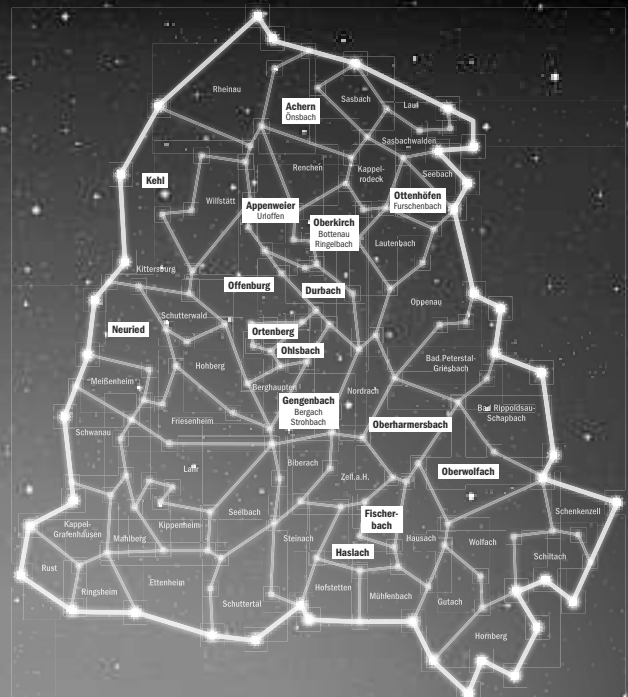 Rheinau
Achern
Önsbach
Sasbach
Lauf
Sasbachwalden
Renchen
Kappel-
rodeck
Seebach
Kehl
Willstätt
Appenweier
Urloffen
Ottenhöfen
Furschenbach
Oberkirch
Bottenau
Ringelbach
Lautenbach
Kittersburg
Offenburg
Durbach
Oppenau
Neuried
Schutterwald
Ortenberg
Ohlsbach
Hohberg
Bad Peterstal-
Griesbach
Meißenheim
Berghaupten
Nordrach
Gengenbach
Bergach
Strohbach
Bad Rippoldsau-
Schapbach
Schwanau
Friesenheim
Oberharmersbach
Lahr
Biberach
Zell a.H.
Oberwolfach
Kappel-
Grafenhausen
Mahlberg
Kippenheim
Seelbach
Fischer-
bach
Schenkenzell
Steinach
Haslach
Hausach
Wolfach
Schiltach
Rust
Ringsheim
Ettenheim
Schuttertal
Hofstetten
Mühlenbach
Gutach
Hornberg